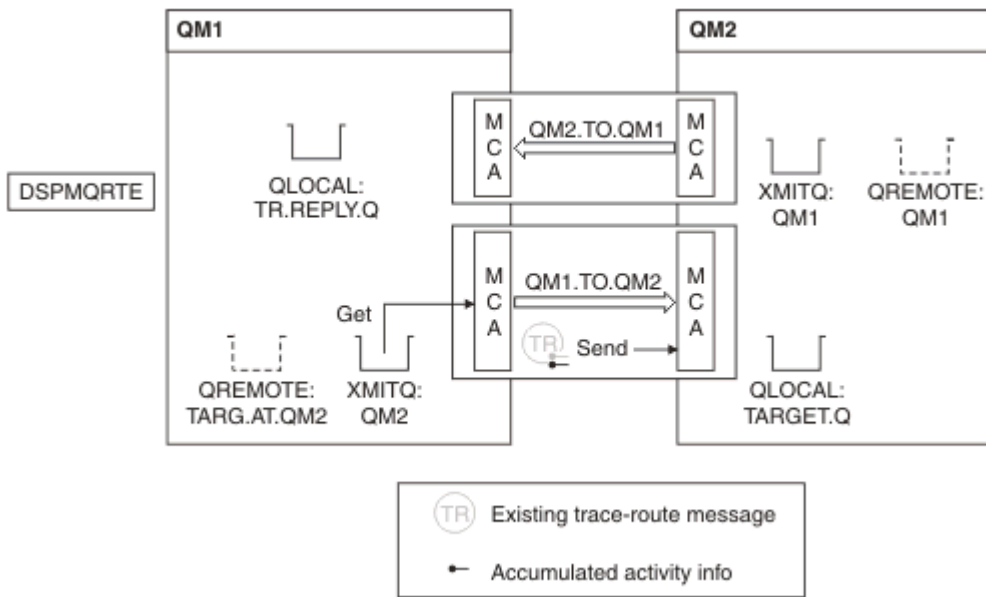 QM1
QM2
M
C
A
QM2.TO.QM1
M
C
A
DSPMQRTE
QLOCAL:
TR.REPLY.Q
XMITQ:
QM1
QREMOTE:
QM1
M
C
A
QM1.TO.QM2
M
C
A
Get
TR
Send
QREMOTE:
TARG.AT.QM2
XMITQ:
QM2
QLOCAL:
TARGET.Q
TR Existing trace-route message
Accumulated activity info